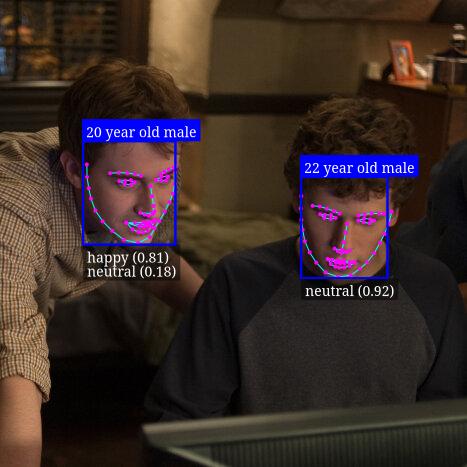 20 year old male
happy (0.81)
neutral (0.18)
22 year old male
neutral (0.92)